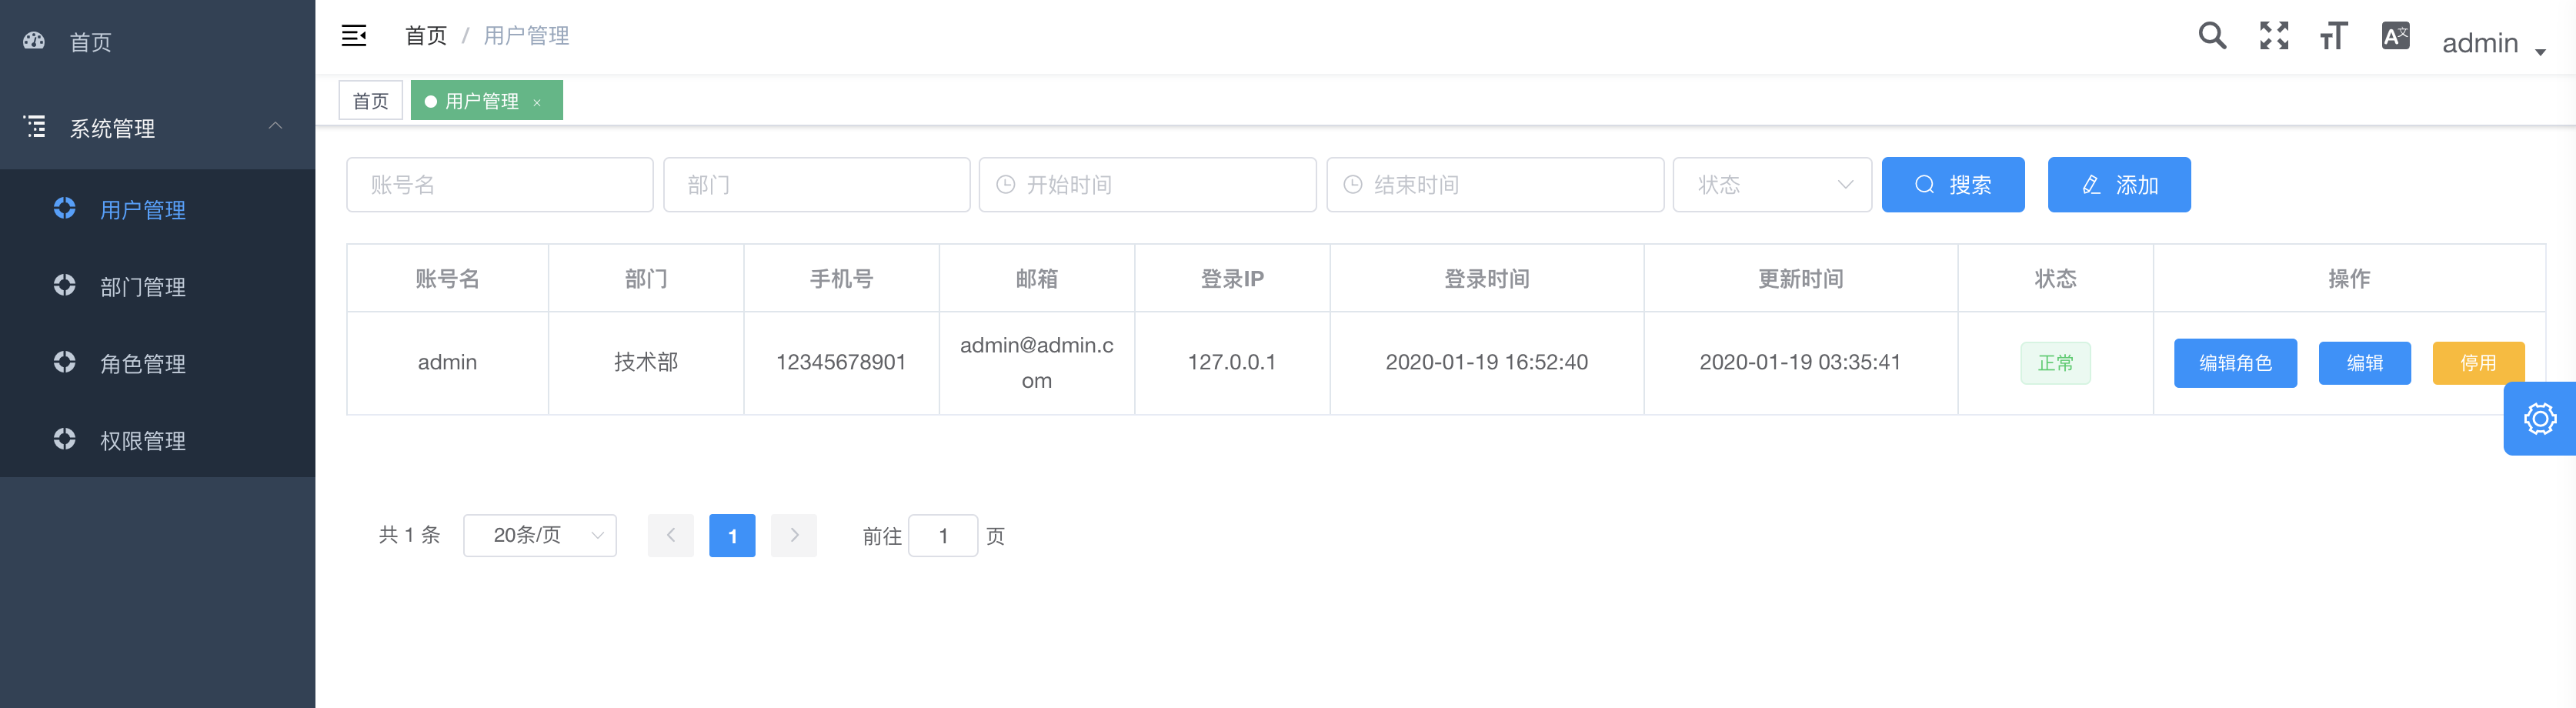 首页
系统管理
用户管理
部门管理
角色管理
权限管理
首页 / 用户管理
admin
首页
用户管理 ×
账号名 部门 开始时间 结束时间 状态 搜索 添加
账号名 部门 手机号 邮箱 登录IP 登录时间 更新时间 状态 操作
admin 技术部 12345678901 admin@admin.c
om 127.0.0.1 2020-01-19 16:52:40 2020-01-19 03:35:41 正常 编辑角色 编辑 停用
共 1 条 20条/页 1 前往 1 页